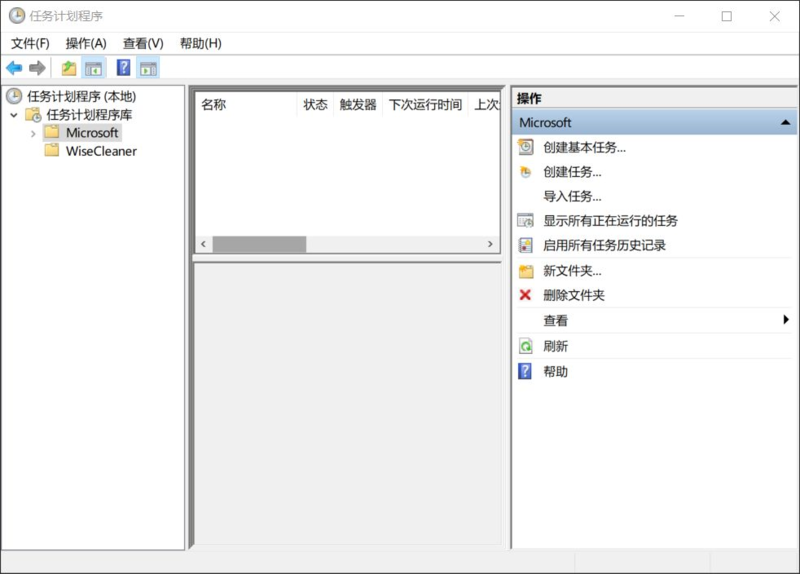 任务计划程序
文件(F) 操作(A) 查看(V) 帮助(H)
任务计划程序 (本地)
任务计划程序库
Microsoft
WiseCleaner
名称 状态 触发器 下次运行时间 上次
操作
Microsoft
创建基本任务...
创建任务...
导入任务...
显示所有正在运行的任务
启用所有任务历史记录
新文件夹...
删除文件夹
查看
刷新
帮助